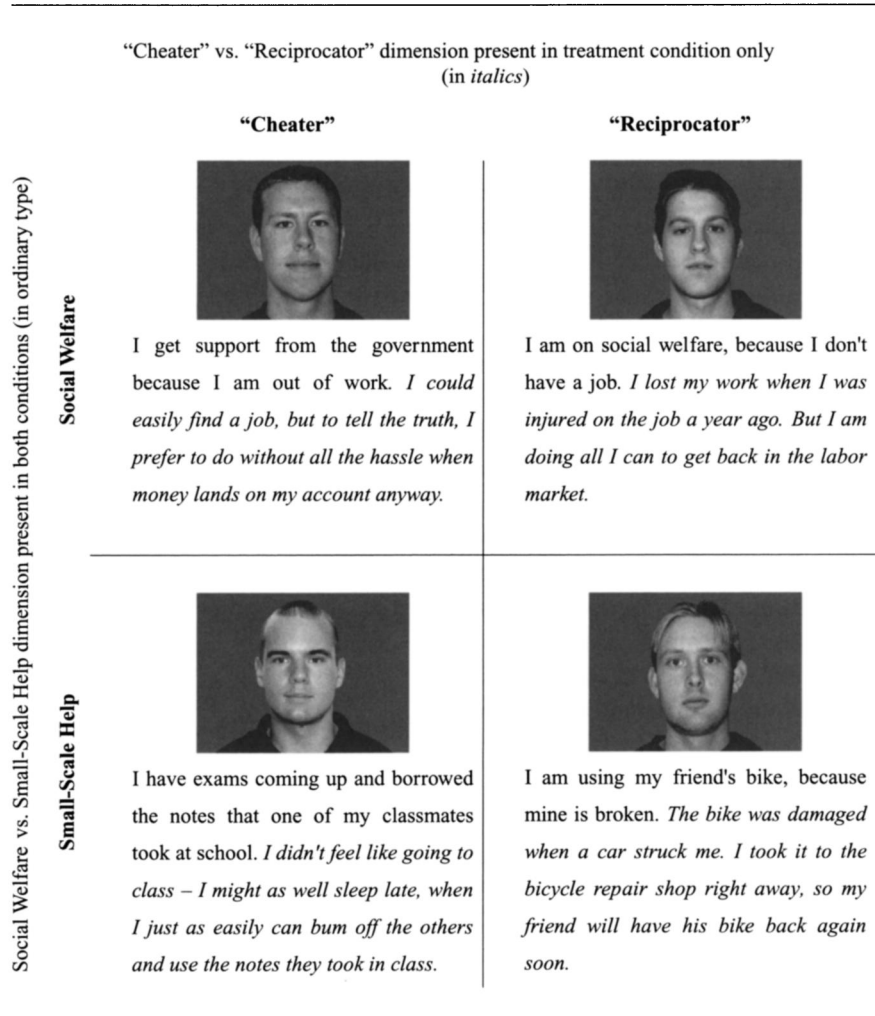 “Cheater” vs. “Reciprocator” dimension present in treatment condition only
(in italics)
“Cheater”
“Reciprocator”
Social Welfare vs. Small-Scale Help dimension present in both conditions (in ordinary type)
Social Welfare
I get support from the government
because I am out of work. I could
easily find a job, but to tell the truth, I
prefer to do without all the hassle when
money lands on my account anyway.
I am on social welfare, because I don't
have a job. I lost my work when I was
injured on the job a year ago. But I am
doing all I can to get back in the labor
market.
Small-Scale Help
I have exams coming up and borrowed
the notes that one of my classmates
took at school. I didn't feel like going to
class – I might as well sleep late, when
I just as easily can bum off the others
and use the notes they took in class.
I am using my friend's bike, because
mine is broken. The bike was damaged
when a car struck me. I took it to the
bicycle repair shop right away, so my
friend will have his bike back again
soon.